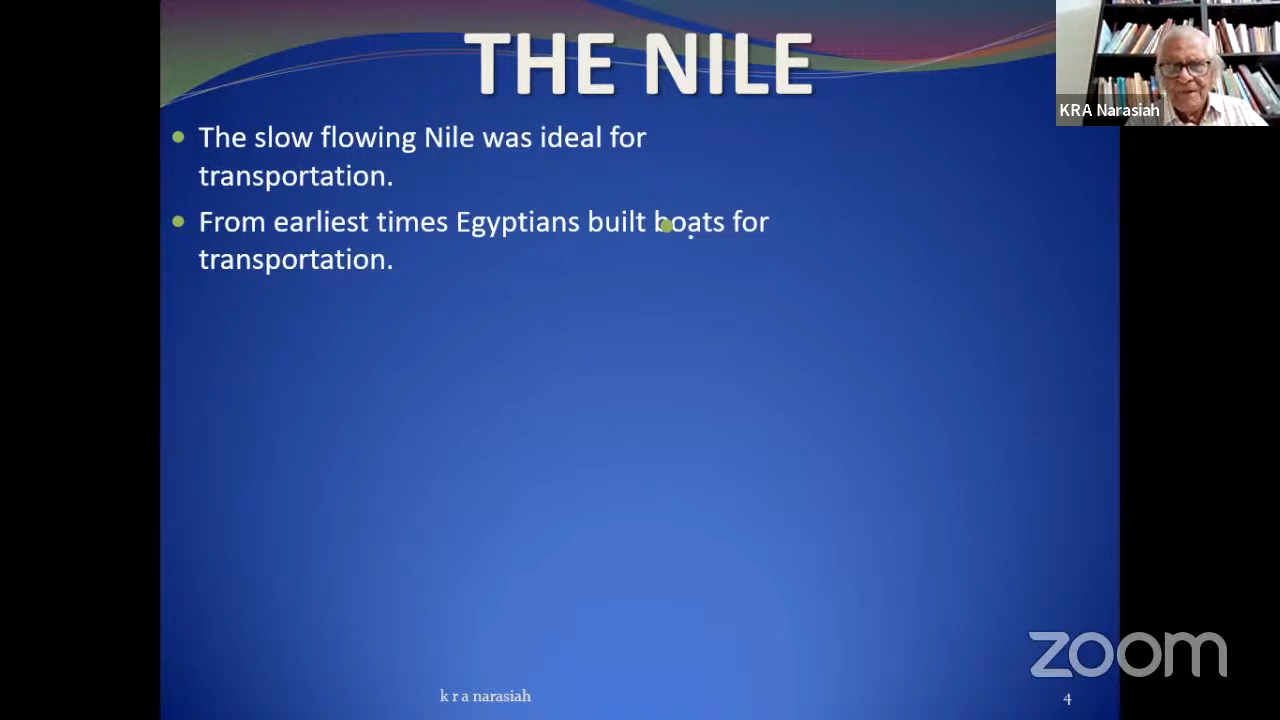 THE NILE
KRA Narasiah
The slow flowing Nile was ideal for
transportation.
From earliest times Egyptians built boats for
transportation.
zoom
k r a narasiah
4